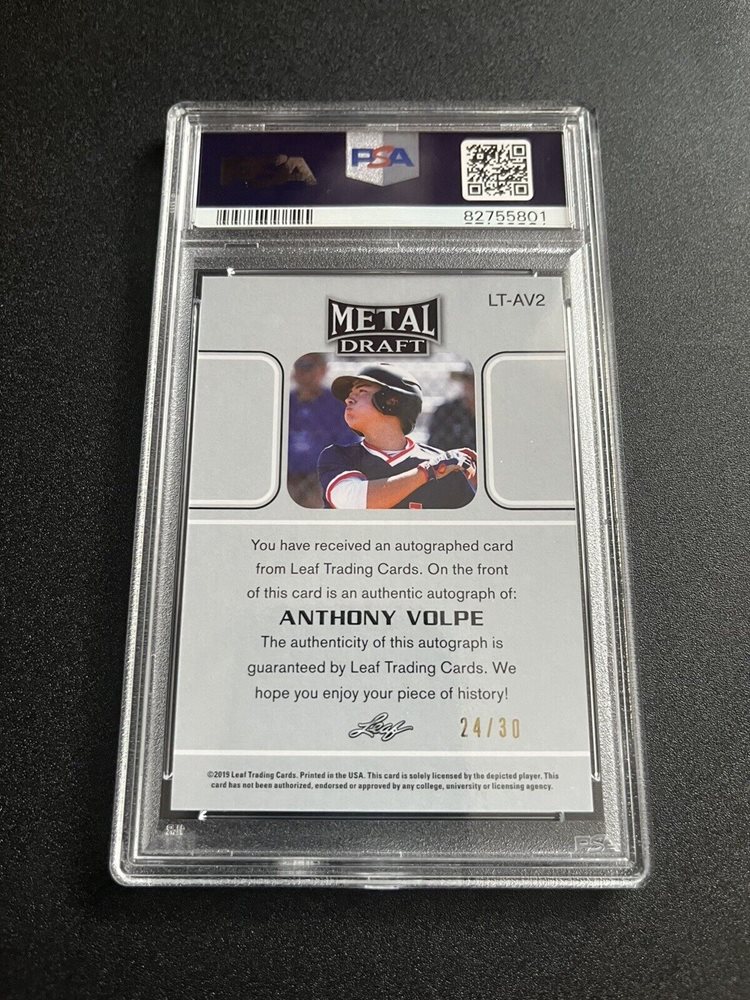 PSA
82755801
LT-AV2
METAL
DRAFT
You have received an autographed card
from Leaf Trading Cards. On the front
of this card is an authentic autograph of:
ANTHONY VOLPE
The authenticity of this autograph is
guaranteed by Leaf Trading Cards. We
hope you enjoy your piece of history!
Leaf 24/30
©2019 Leaf Trading Cards. Printed in the USA. This card is solely licensed by the depicted player. This
card has not been authorized, endorsed or approved by any college, university or licensing agency.
PSA